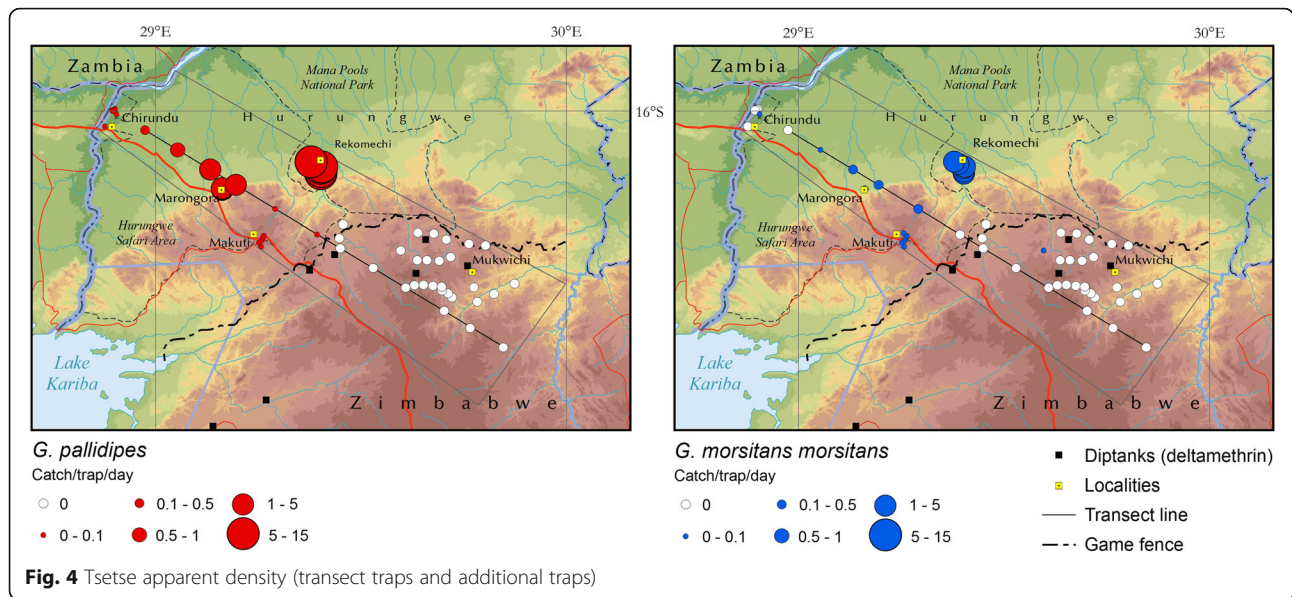 29°E 30°E 29°E 30°E
Zambia
Mana Pools
National Park
16°S
Chirundu
Hurungwe
Rekomechi
Marongora
Hurungwe
Safari Area
Makuti
Mukwichi
Lake
Kariba
Zimbabwe
Zambia
Mana Pools
National Park
Chirundu
Hurungwe
Rekomechi
Marongora
Hurungwe
Safari Area
Makuti
Mukwichi
Lake
Kariba
Zimbabwe
G. pallidipes
Catch/trap/day
0 0.1 - 0.5 1 - 5
0 - 0.1 0.5 - 1 5 - 15
G. morsitans morsitans
Catch/trap/day
0 0.1 - 0.5 1 - 5
0 - 0.1 0.5 - 1 5 - 15
Diptanks (deltamethrin)
Localities
Transect line
Game fence
Fig. 4 Tsetse apparent density (transect traps and additional traps)